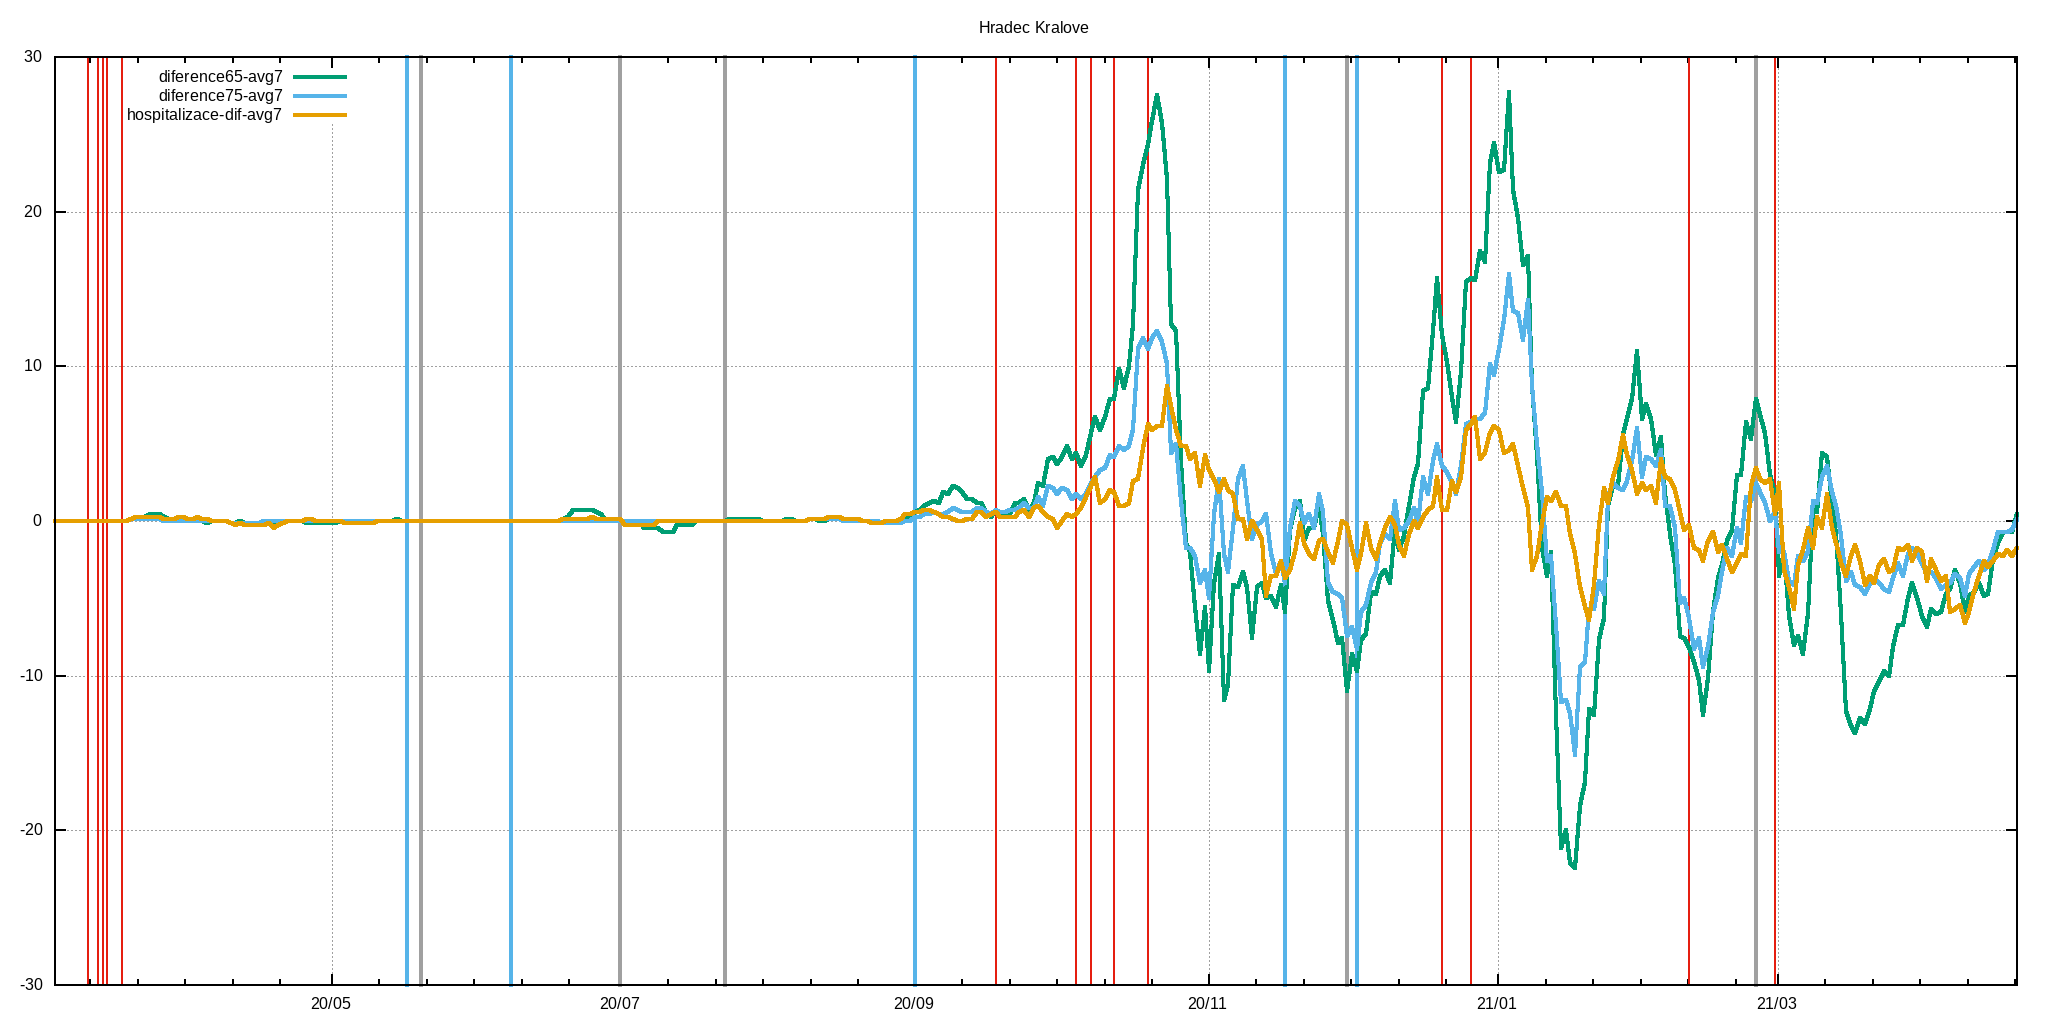 Hradec Kralove
30
diference65-avg7
diference75-avg7
hospitalizace-dif-avg7
20
10
0
-10
-20
-30
20/05 20/07 20/09 20/11 21/01 21/03